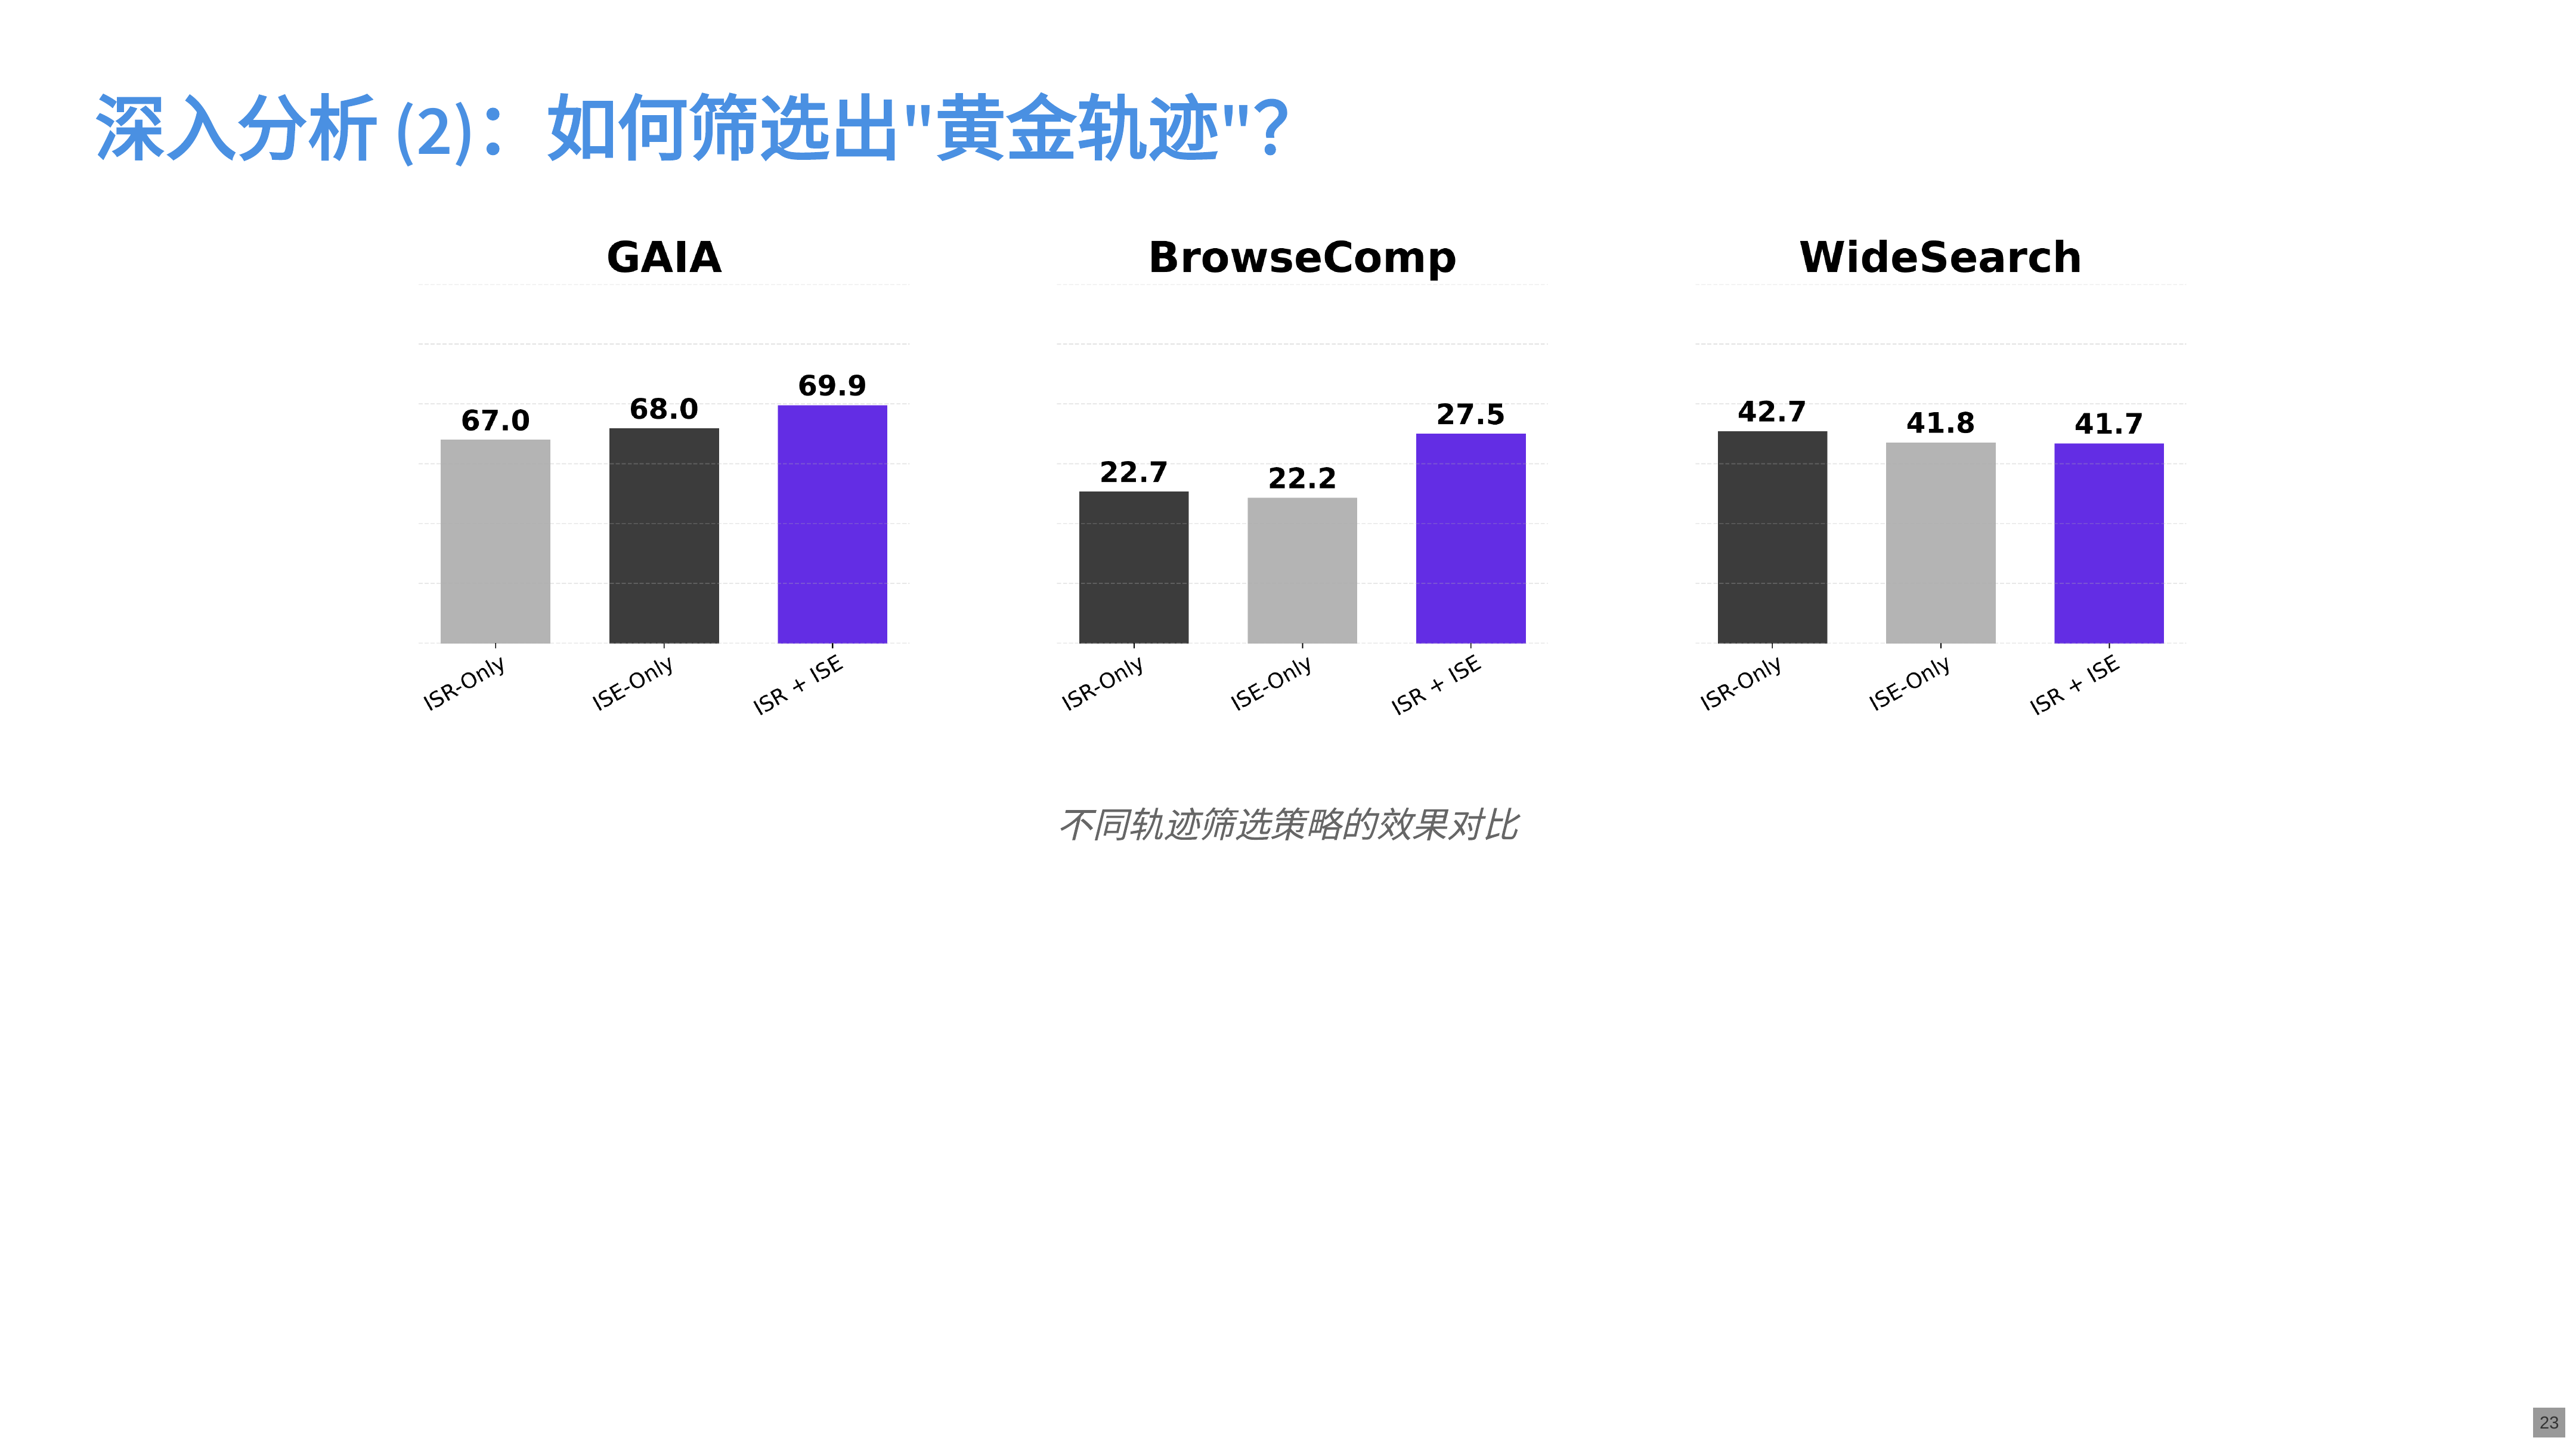 深入分析 (2)：如何筛选出"黄金轨迹"？
GAIA
67.0
68.0
69.9
ISR-Only
ISE-Only
ISR + ISE
BrowseComp
22.7
22.2
27.5
ISR-Only
ISE-Only
ISR + ISE
WideSearch
42.7
41.8
41.7
ISR-Only
ISE-Only
ISR + ISE
不同轨迹筛选策略的效果对比
23